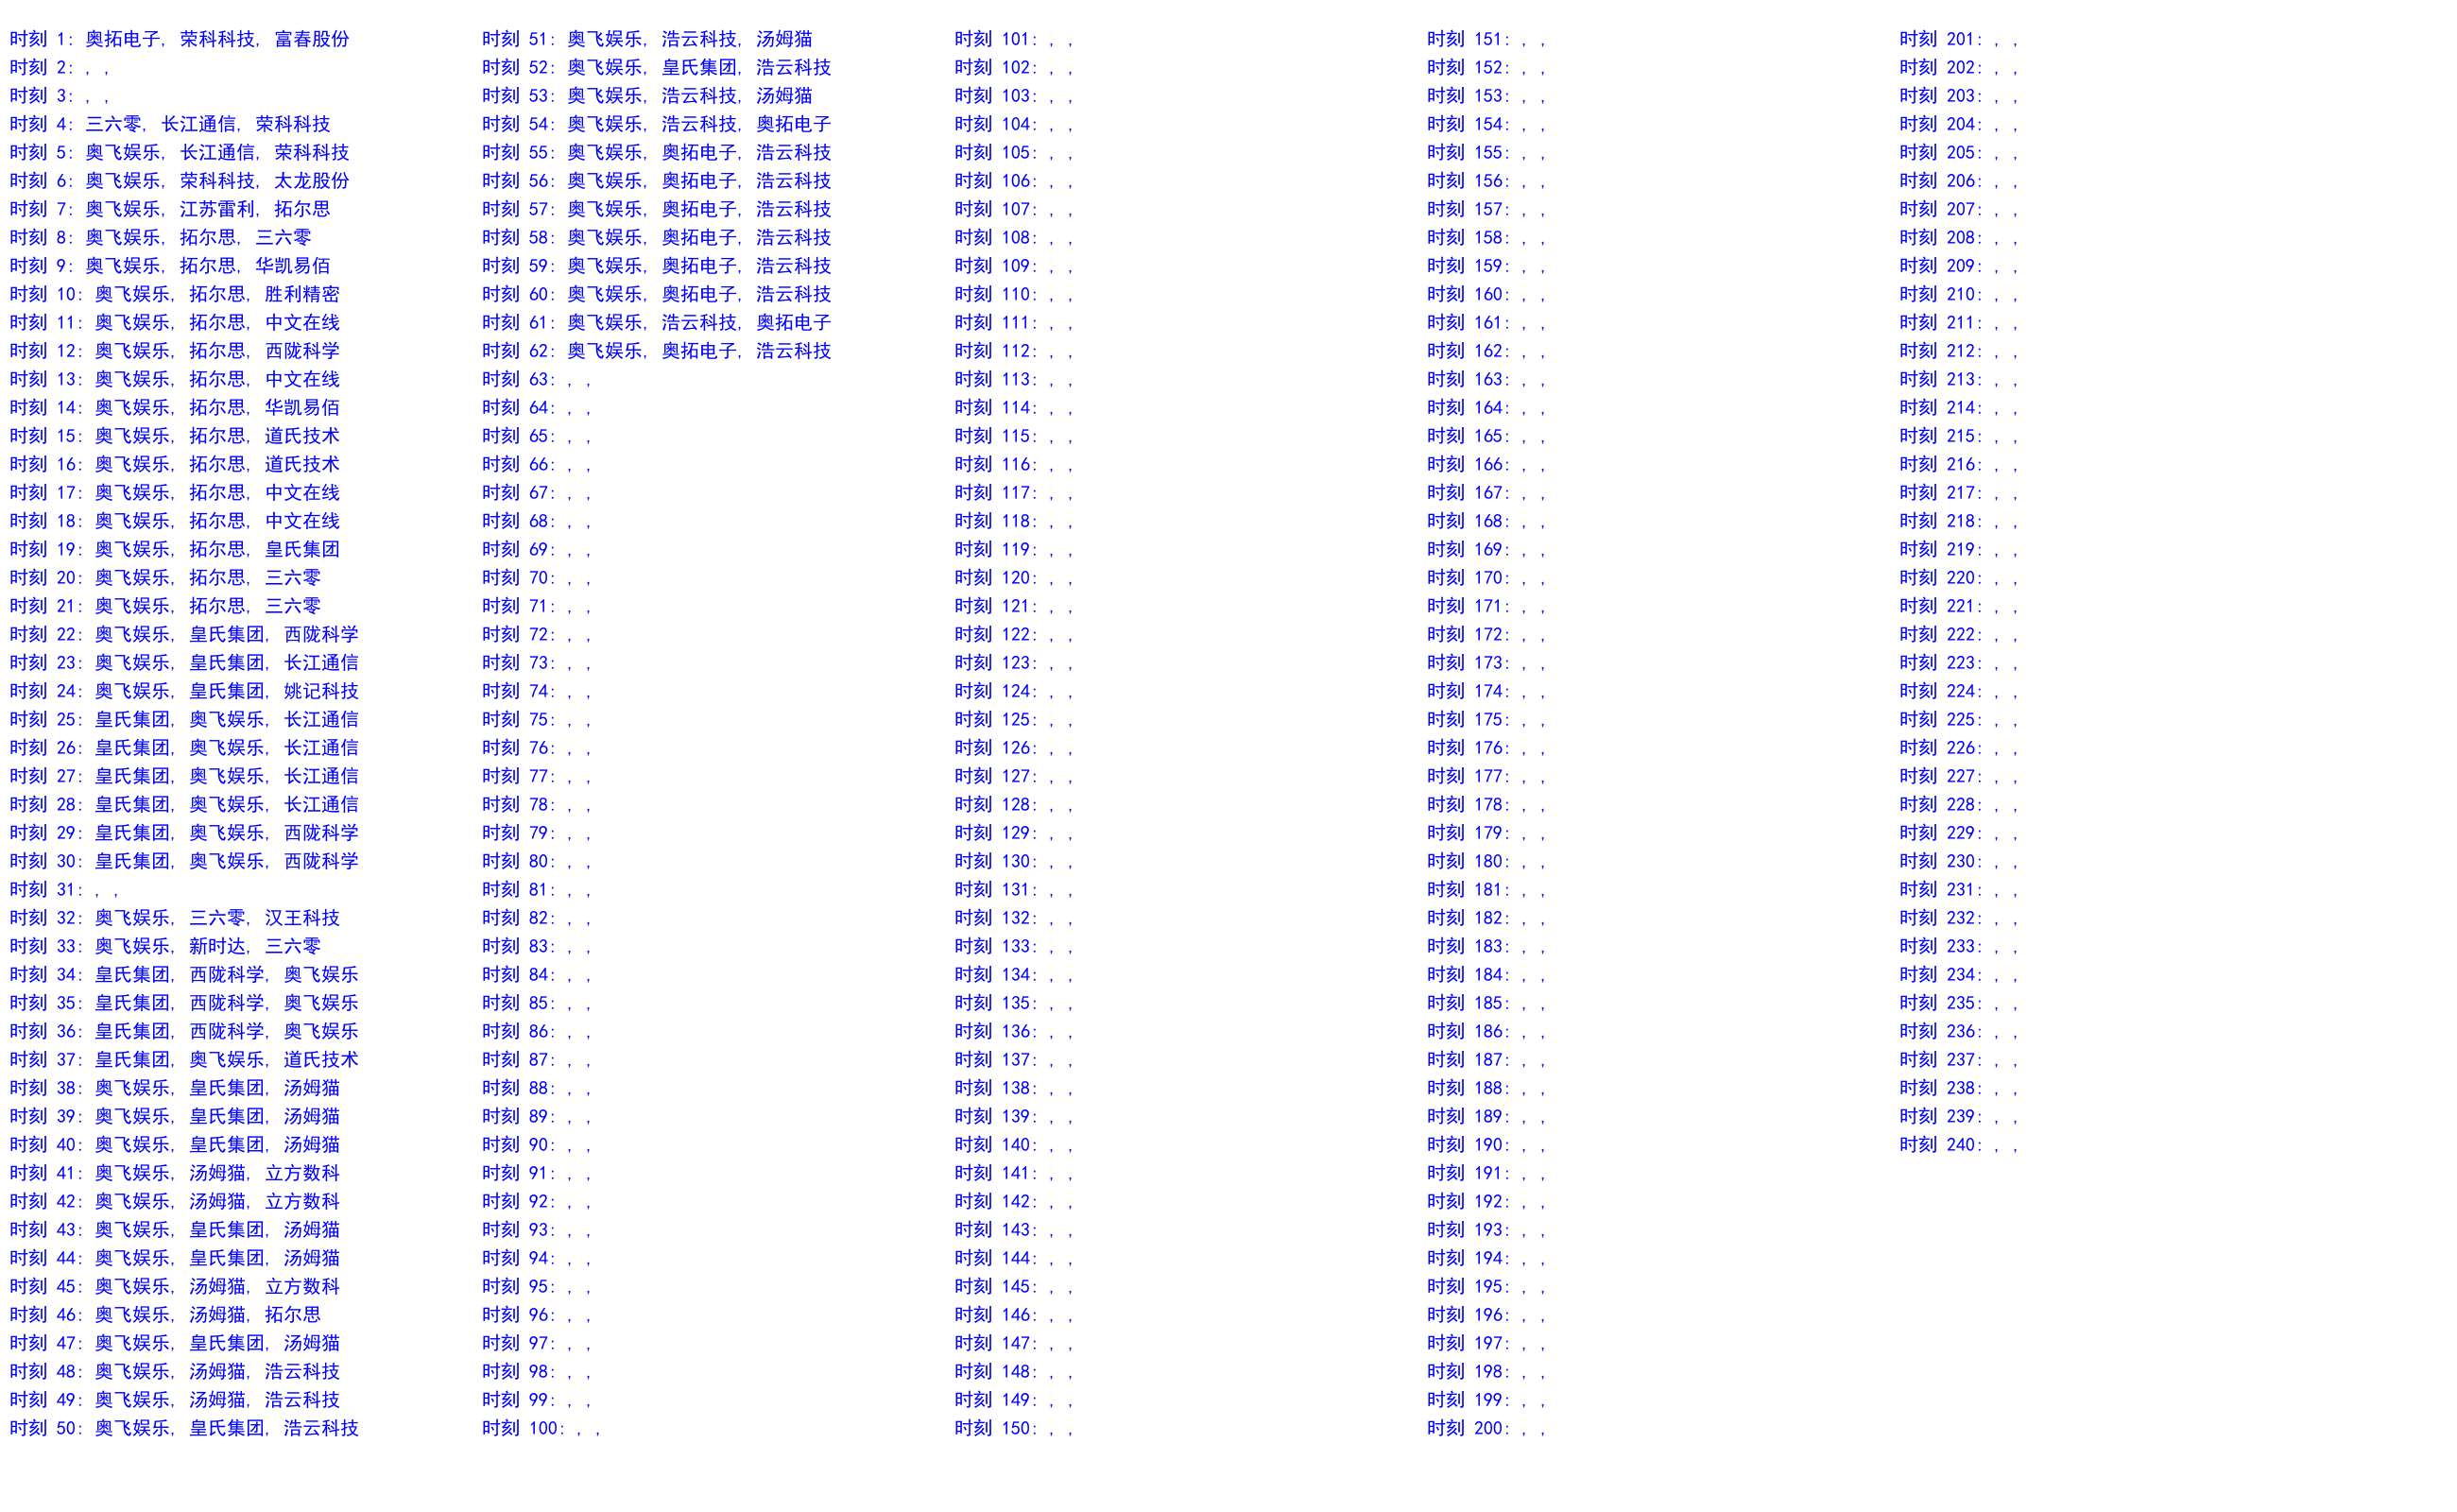 时刻 1: 奥拓电子, 荣科科技, 富春股份
时刻 2: , ,
时刻 3: , ,
时刻 4: 三六零, 长江通信, 荣科科技
时刻 5: 奥飞娱乐, 长江通信, 荣科科技
时刻 6: 奥飞娱乐, 荣科科技, 太龙股份
时刻 7: 奥飞娱乐, 江苏雷利, 拓尔思
时刻 8: 奥飞娱乐, 拓尔思, 三六零
时刻 9: 奥飞娱乐, 拓尔思, 华凯易佰
时刻 10: 奥飞娱乐, 拓尔思, 胜利精密
时刻 11: 奥飞娱乐, 拓尔思, 中文在线
时刻 12: 奥飞娱乐, 拓尔思, 西陇科学
时刻 13: 奥飞娱乐, 拓尔思, 中文在线
时刻 14: 奥飞娱乐, 拓尔思, 华凯易佰
时刻 15: 奥飞娱乐, 拓尔思, 道氏技术
时刻 16: 奥飞娱乐, 拓尔思, 道氏技术
时刻 17: 奥飞娱乐, 拓尔思, 中文在线
时刻 18: 奥飞娱乐, 拓尔思, 中文在线
时刻 19: 奥飞娱乐, 拓尔思, 皇氏集团
时刻 20: 奥飞娱乐, 拓尔思, 三六零
时刻 21: 奥飞娱乐, 拓尔思, 三六零
时刻 22: 奥飞娱乐, 皇氏集团, 西陇科学
时刻 23: 奥飞娱乐, 皇氏集团, 长江通信
时刻 24: 奥飞娱乐, 皇氏集团, 姚记科技
时刻 25: 皇氏集团, 奥飞娱乐, 长江通信
时刻 26: 皇氏集团, 奥飞娱乐, 长江通信
时刻 27: 皇氏集团, 奥飞娱乐, 长江通信
时刻 28: 皇氏集团, 奥飞娱乐, 长江通信
时刻 29: 皇氏集团, 奥飞娱乐, 西陇科学
时刻 30: 皇氏集团, 奥飞娱乐, 西陇科学
时刻 31: , ,
时刻 32: 奥飞娱乐, 三六零, 汉王科技
时刻 33: 奥飞娱乐, 新时达, 三六零
时刻 34: 皇氏集团, 西陇科学, 奥飞娱乐
时刻 35: 皇氏集团, 西陇科学, 奥飞娱乐
时刻 36: 皇氏集团, 西陇科学, 奥飞娱乐
时刻 37: 皇氏集团, 奥飞娱乐, 道氏技术
时刻 38: 奥飞娱乐, 皇氏集团, 汤姆猫
时刻 39: 奥飞娱乐, 皇氏集团, 汤姆猫
时刻 40: 奥飞娱乐, 皇氏集团, 汤姆猫
时刻 41: 奥飞娱乐, 汤姆猫, 立方数科
时刻 42: 奥飞娱乐, 汤姆猫, 立方数科
时刻 43: 奥飞娱乐, 皇氏集团, 汤姆猫
时刻 44: 奥飞娱乐, 皇氏集团, 汤姆猫
时刻 45: 奥飞娱乐, 汤姆猫, 立方数科
时刻 46: 奥飞娱乐, 汤姆猫, 拓尔思
时刻 47: 奥飞娱乐, 皇氏集团, 汤姆猫
时刻 48: 奥飞娱乐, 汤姆猫, 浩云科技
时刻 49: 奥飞娱乐, 汤姆猫, 浩云科技
时刻 50: 奥飞娱乐, 皇氏集团, 浩云科技
时刻 51: 奥飞娱乐, 浩云科技, 汤姆猫
时刻 52: 奥飞娱乐, 皇氏集团, 浩云科技
时刻 53: 奥飞娱乐, 浩云科技, 汤姆猫
时刻 54: 奥飞娱乐, 浩云科技, 奥拓电子
时刻 55: 奥飞娱乐, 奥拓电子, 浩云科技
时刻 56: 奥飞娱乐, 奥拓电子, 浩云科技
时刻 57: 奥飞娱乐, 奥拓电子, 浩云科技
时刻 58: 奥飞娱乐, 奥拓电子, 浩云科技
时刻 59: 奥飞娱乐, 奥拓电子, 浩云科技
时刻 60: 奥飞娱乐, 奥拓电子, 浩云科技
时刻 61: 奥飞娱乐, 浩云科技, 奥拓电子
时刻 62: 奥飞娱乐, 奥拓电子, 浩云科技
时刻 63: , ,
时刻 64: , ,
时刻 65: , ,
时刻 66: , ,
时刻 67: , ,
时刻 68: , ,
时刻 69: , ,
时刻 70: , ,
时刻 71: , ,
时刻 72: , ,
时刻 73: , ,
时刻 74: , ,
时刻 75: , ,
时刻 76: , ,
时刻 77: , ,
时刻 78: , ,
时刻 79: , ,
时刻 80: , ,
时刻 81: , ,
时刻 82: , ,
时刻 83: , ,
时刻 84: , ,
时刻 85: , ,
时刻 86: , ,
时刻 87: , ,
时刻 88: , ,
时刻 89: , ,
时刻 90: , ,
时刻 91: , ,
时刻 92: , ,
时刻 93: , ,
时刻 94: , ,
时刻 95: , ,
时刻 96: , ,
时刻 97: , ,
时刻 98: , ,
时刻 99: , ,
时刻 100: , ,
时刻 101: , ,
时刻 102: , ,
时刻 103: , ,
时刻 104: , ,
时刻 105: , ,
时刻 106: , ,
时刻 107: , ,
时刻 108: , ,
时刻 109: , ,
时刻 110: , ,
时刻 111: , ,
时刻 112: , ,
时刻 113: , ,
时刻 114: , ,
时刻 115: , ,
时刻 116: , ,
时刻 117: , ,
时刻 118: , ,
时刻 119: , ,
时刻 120: , ,
时刻 121: , ,
时刻 122: , ,
时刻 123: , ,
时刻 124: , ,
时刻 125: , ,
时刻 126: , ,
时刻 127: , ,
时刻 128: , ,
时刻 129: , ,
时刻 130: , ,
时刻 131: , ,
时刻 132: , ,
时刻 133: , ,
时刻 134: , ,
时刻 135: , ,
时刻 136: , ,
时刻 137: , ,
时刻 138: , ,
时刻 139: , ,
时刻 140: , ,
时刻 141: , ,
时刻 142: , ,
时刻 143: , ,
时刻 144: , ,
时刻 145: , ,
时刻 146: , ,
时刻 147: , ,
时刻 148: , ,
时刻 149: , ,
时刻 150: , ,
时刻 151: , ,
时刻 152: , ,
时刻 153: , ,
时刻 154: , ,
时刻 155: , ,
时刻 156: , ,
时刻 157: , ,
时刻 158: , ,
时刻 159: , ,
时刻 160: , ,
时刻 161: , ,
时刻 162: , ,
时刻 163: , ,
时刻 164: , ,
时刻 165: , ,
时刻 166: , ,
时刻 167: , ,
时刻 168: , ,
时刻 169: , ,
时刻 170: , ,
时刻 171: , ,
时刻 172: , ,
时刻 173: , ,
时刻 174: , ,
时刻 175: , ,
时刻 176: , ,
时刻 177: , ,
时刻 178: , ,
时刻 179: , ,
时刻 180: , ,
时刻 181: , ,
时刻 182: , ,
时刻 183: , ,
时刻 184: , ,
时刻 185: , ,
时刻 186: , ,
时刻 187: , ,
时刻 188: , ,
时刻 189: , ,
时刻 190: , ,
时刻 191: , ,
时刻 192: , ,
时刻 193: , ,
时刻 194: , ,
时刻 195: , ,
时刻 196: , ,
时刻 197: , ,
时刻 198: , ,
时刻 199: , ,
时刻 200: , ,
时刻 201: , ,
时刻 202: , ,
时刻 203: , ,
时刻 204: , ,
时刻 205: , ,
时刻 206: , ,
时刻 207: , ,
时刻 208: , ,
时刻 209: , ,
时刻 210: , ,
时刻 211: , ,
时刻 212: , ,
时刻 213: , ,
时刻 214: , ,
时刻 215: , ,
时刻 216: , ,
时刻 217: , ,
时刻 218: , ,
时刻 219: , ,
时刻 220: , ,
时刻 221: , ,
时刻 222: , ,
时刻 223: , ,
时刻 224: , ,
时刻 225: , ,
时刻 226: , ,
时刻 227: , ,
时刻 228: , ,
时刻 229: , ,
时刻 230: , ,
时刻 231: , ,
时刻 232: , ,
时刻 233: , ,
时刻 234: , ,
时刻 235: , ,
时刻 236: , ,
时刻 237: , ,
时刻 238: , ,
时刻 239: , ,
时刻 240: , ,